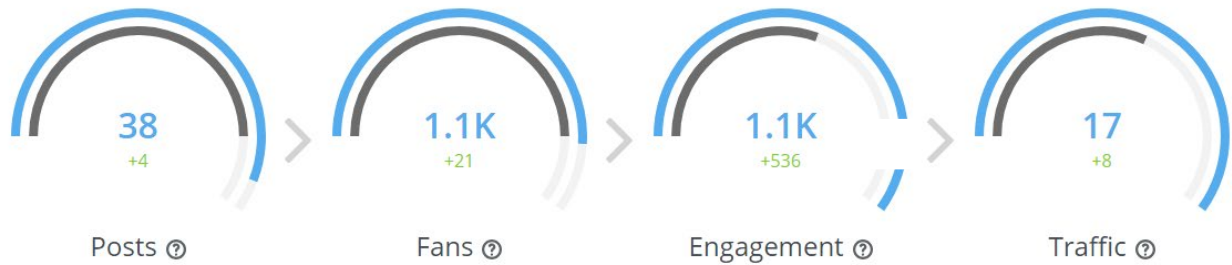 38
+4
Posts ?
1.1K
+21
Fans ?
1.1K
+536
Engagement ?
17
+8
Traffic ?